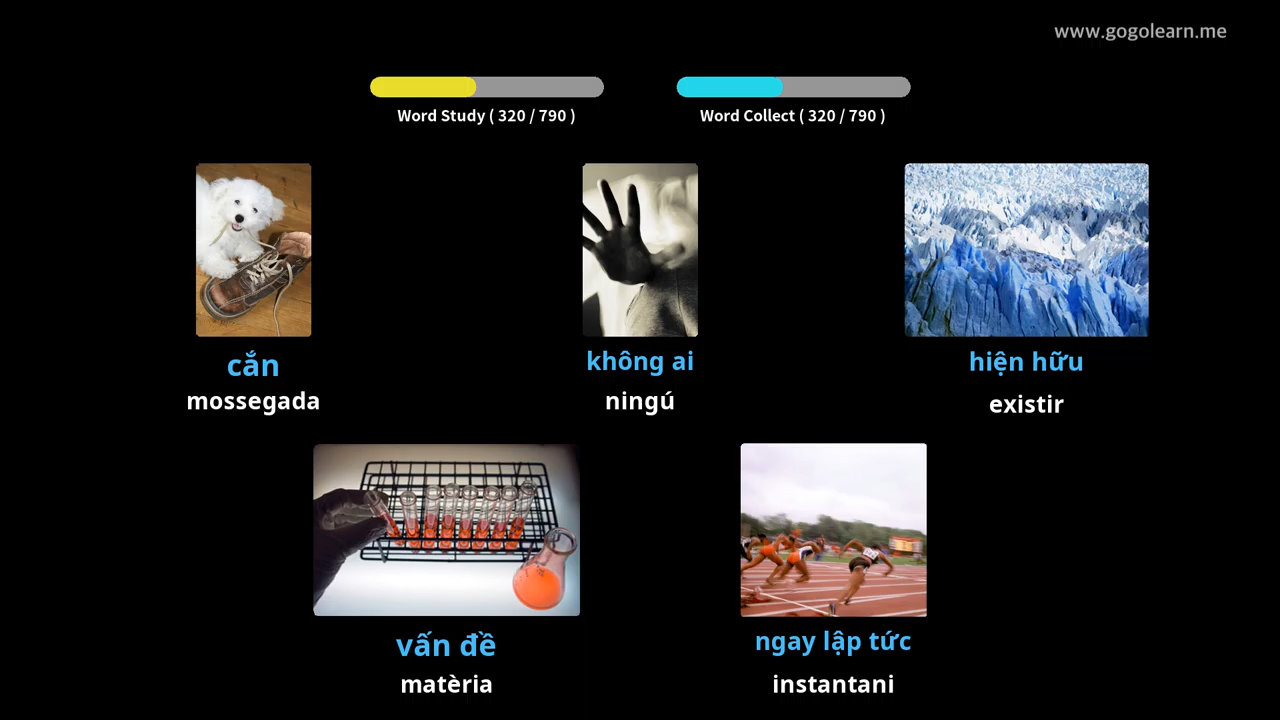 www.gogolearn.me
Word Study ( 320 / 790 )
Word Collect ( 320 / 790 )
cắn
mossegada
không ai
ningú
hiện hữu
existir
vấn đề
matèria
ngay lập tức
instantani